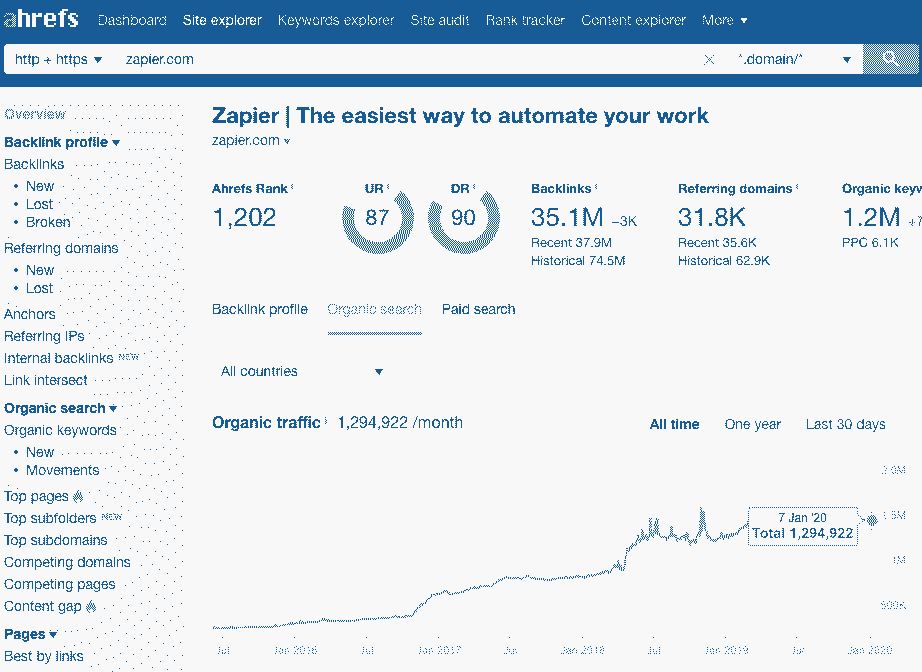 ahrefs Dashboard Site explorer Keywords explorer Site audit Rank tracker Content explorer More
http + https zapier.com *.domain/*
Overview
Backlink profile
Backlinks
• New
• Lost
• Broken
Referring domains
• New
• Lost
Anchors
Referring IPs
Internal backlinks NEW
Link intersect
Organic search
Organic keywords
• New
• Movements
Top pages
Top subfolders NEW
Top subdomains
Competing domains
Competing pages
Content gap
Pages
Best by links
Zapier | The easiest way to automate your work
zapier.com
Ahrefs Rank UR DR Backlinks Referring domains Organic keyw
1,202 87 90 35.1M –3K 31.8K 1.2M +7
Recent 37.9M Recent 35.6K PPC 6.1K
Historical 74.5M Historical 62.9K
Backlink profile Organic search Paid search
All countries
Organic traffic 1,294,922 /month All time One year Last 30 days
2.0M
1.5M
7 Jan '20
Total 1,294,922
1M
500K
Jul Jan 2016 Jul Jan 2017 Jul Jan 2018 Jul Jan 2019 Jul Jan 2020